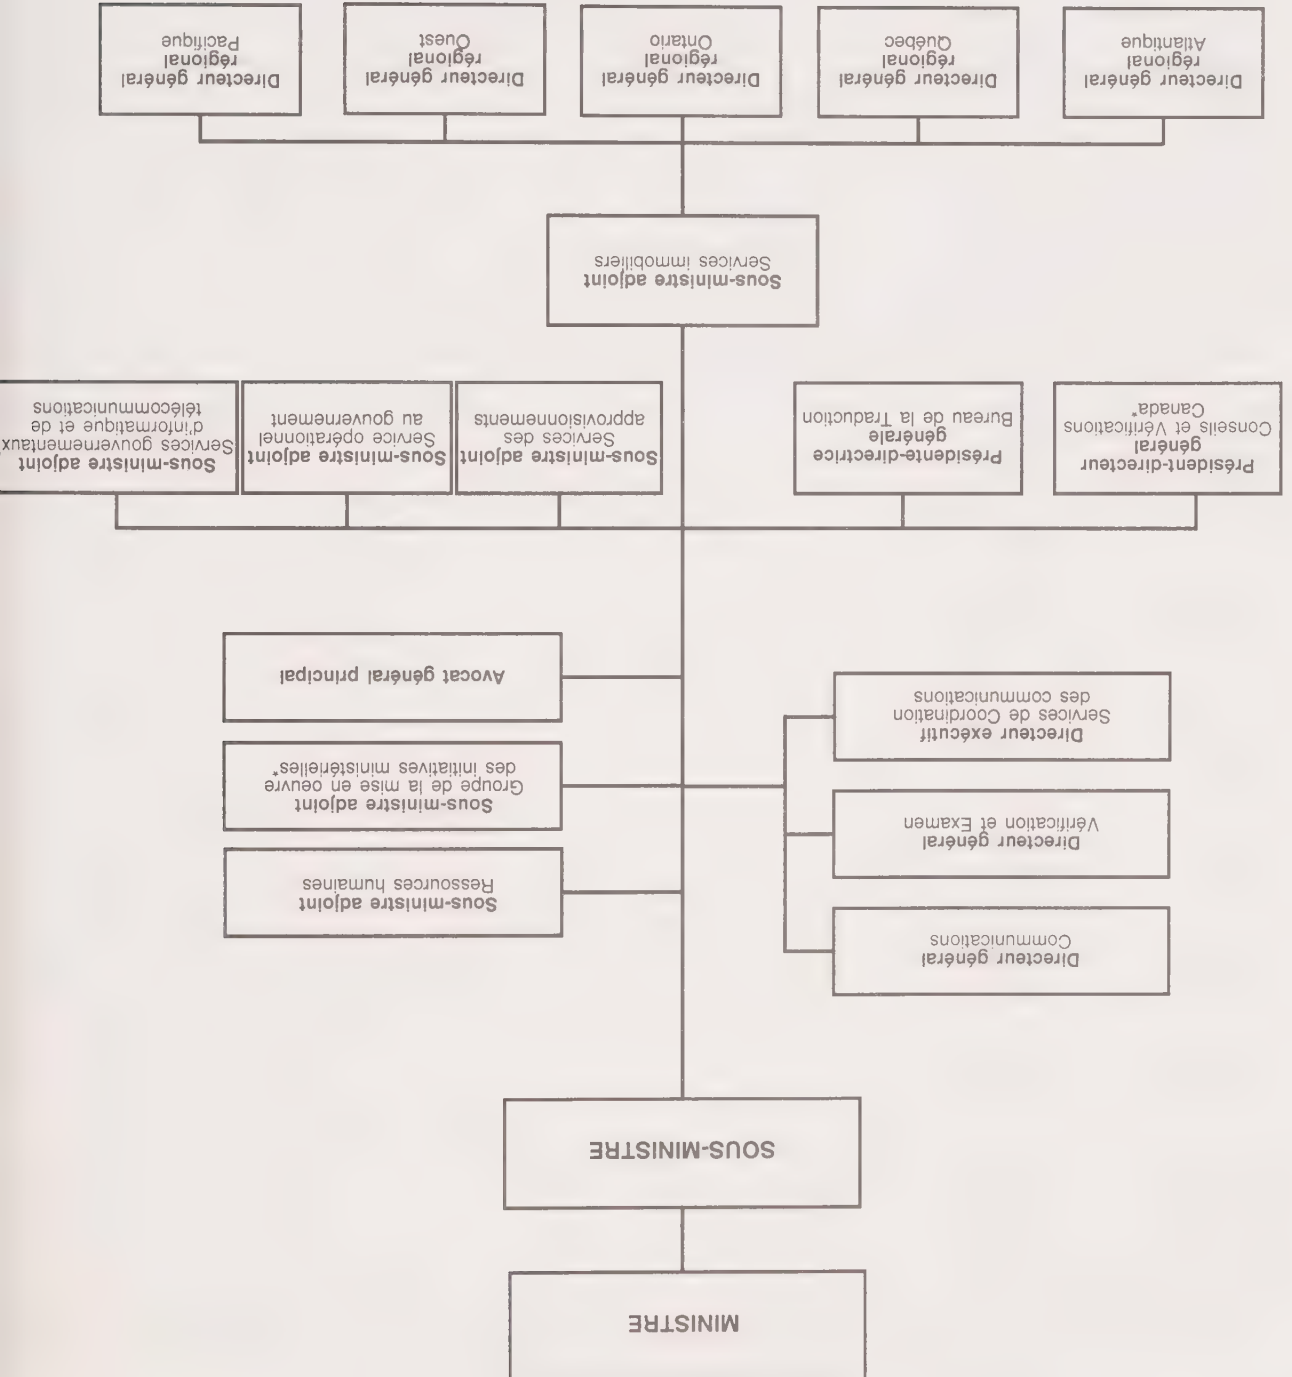 MINISTRE
SOUS-MINISTRE
Directeur général
Communications
Directeur général
Vérification et Examen
Directeur exécutif
Services de Coordination
des communications
Sous-ministre adjoint
Ressources humaines
Sous-ministre adjoint
Groupe de la mise en oeuvre
des initiatives ministérielles*
Avocat général principal
Président-directeur
général
Conseils et Vérifications
Canada*
Présidente-directrice
générale
Bureau de la Traduction
Sous-ministre adjoint
Services des
approvisionnements
Sous-ministre adjoint
Service opérationnel
au gouvernement
Sous-ministre adjoint
Services gouvernementaux
d'informatique et de
télécommunications
Sous-ministre adjoint
Services immobiliers
Directeur général
régional
Atlantique
Directeur général
régional
Québec
Directeur général
régional
Ontario
Directeur général
régional
Ouest
Directeur général
régional
Pacifique